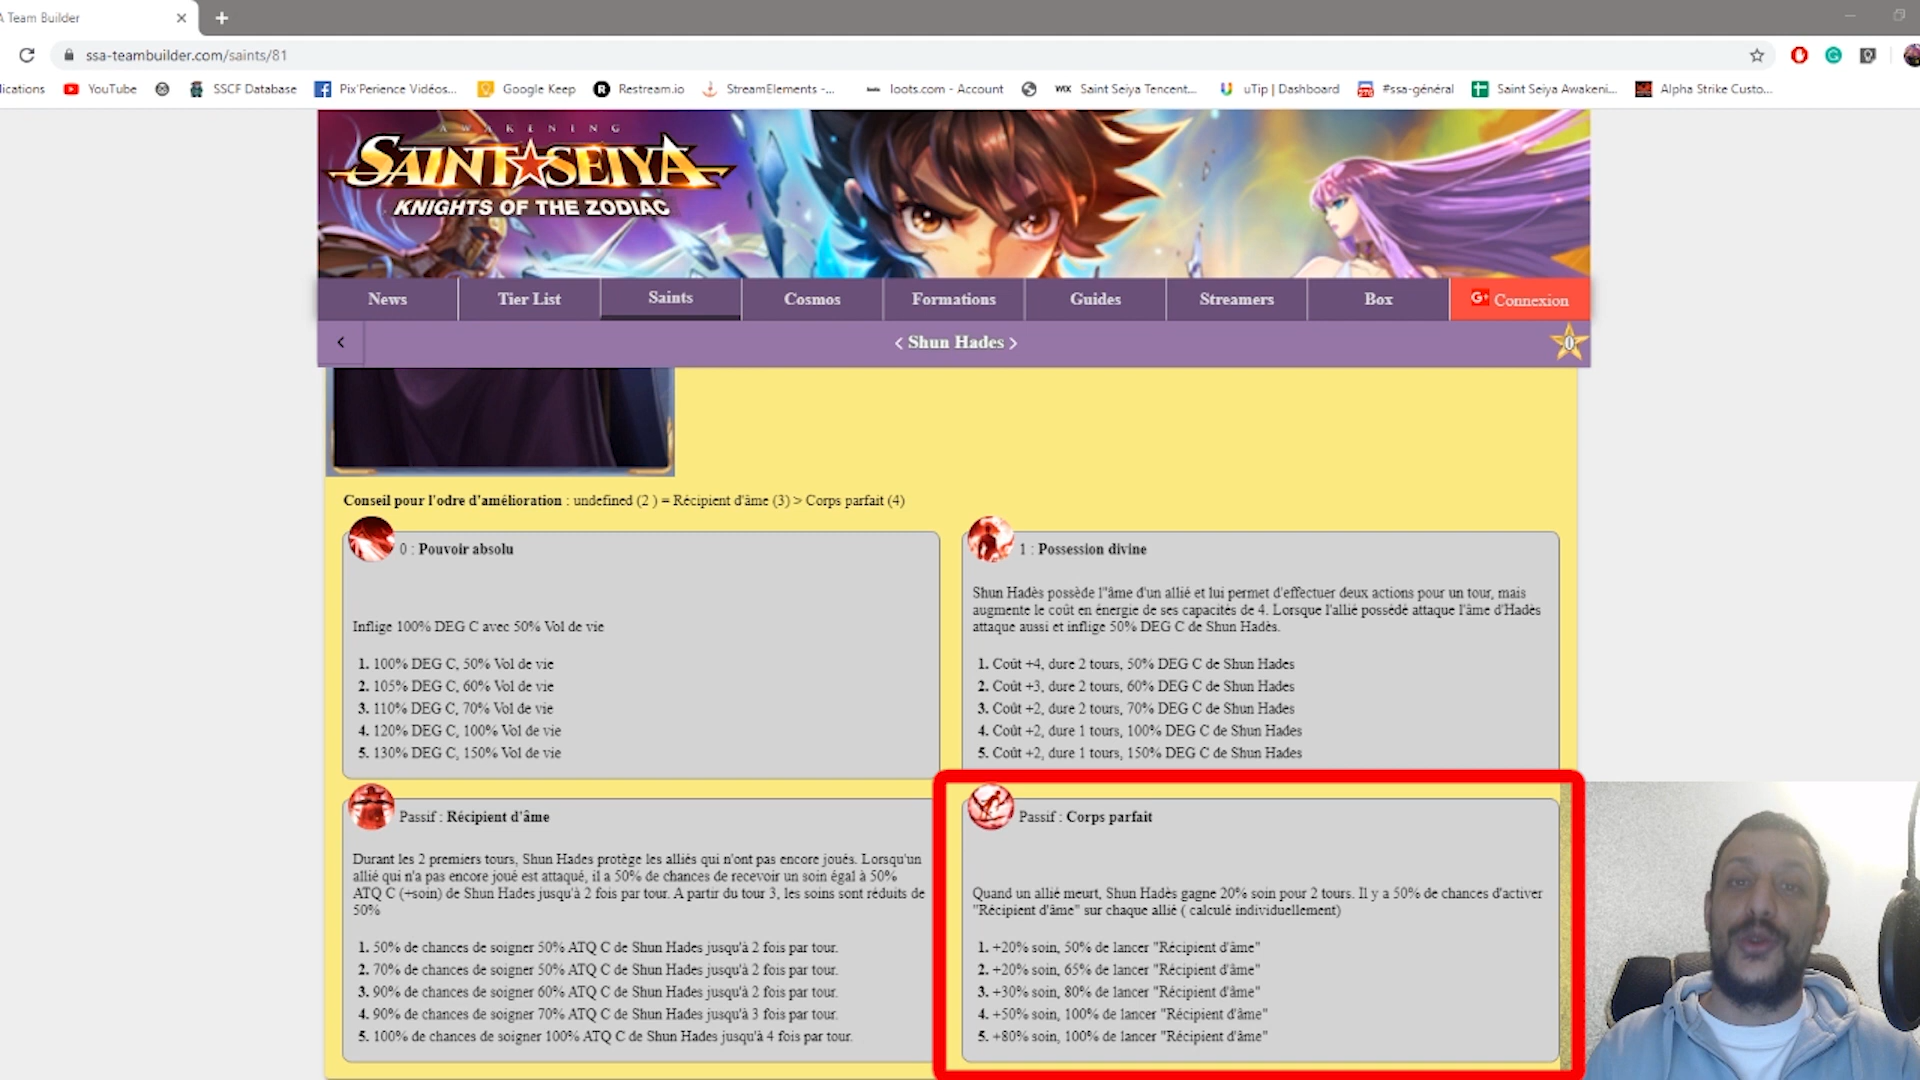 A Team Builder
ssa-teambuilder.com/saints/81
lications
YouTube
SSCF Database
Pix'Perience Vidéos...
Google Keep
Restream.io
StreamElements -...
loots.com - Account
WIX
Saint Seiya Tencent...
uTip | Dashboard
#ssa-général
Saint Seiya Awakeni...
Alpha Strike Custo...
AWAKENING
SAINT SEIYA
KNIGHTS OF THE ZODIAC
News
Tier List
Saints
Cosmos
Formations
Guides
Streamers
Box
G+ Connexion
< Shun Hades >
0
Conseil pour l'odre d'amélioration : undefined (2 ) = Récipient d'âme (3) > Corps parfait (4)
0 : Pouvoir absolu
Inflige 100% DEG C avec 50% Vol de vie
1. 100% DEG C, 50% Vol de vie
2. 105% DEG C, 60% Vol de vie
3. 110% DEG C, 70% Vol de vie
4. 120% DEG C, 100% Vol de vie
5. 130% DEG C, 150% Vol de vie
1 : Possession divine
Shun Hadès possède l''âme d'un allié et lui permet d'effectuer deux actions pour un tour, mais
augmente le coût en énergie de ses capacités de 4. Lorsque l'allié possédé attaque l'âme d'Hadès
attaque aussi et inflige 50% DEG C de Shun Hadès.
1. Coût +4, dure 2 tours, 50% DEG C de Shun Hades
2. Coût +3, dure 2 tours, 60% DEG C de Shun Hades
3. Coût +2, dure 2 tours, 70% DEG C de Shun Hades
4. Coût +2, dure 1 tours, 100% DEG C de Shun Hades
5. Coût +2, dure 1 tours, 150% DEG C de Shun Hades
Passif : Récipient d'âme
Durant les 2 premiers tours, Shun Hades protège les alliés qui n'ont pas encore joués. Lorsqu'un
allié qui n'a pas encore joué est attaqué, il a 50% de chances de recevoir un soin égal à 50%
ATQ C (+soin) de Shun Hades jusqu'à 2 fois par tour. A partir du tour 3, les soins sont réduits de
50%
1. 50% de chances de soigner 50% ATQ C de Shun Hades jusqu'à 2 fois par tour.
2. 70% de chances de soigner 50% ATQ C de Shun Hades jusqu'à 2 fois par tour.
3. 90% de chances de soigner 60% ATQ C de Shun Hades jusqu'à 2 fois par tour.
4. 90% de chances de soigner 70% ATQ C de Shun Hades jusqu'à 3 fois par tour.
5. 100% de chances de soigner 100% ATQ C de Shun Hades jusqu'à 4 fois par tour.
Passif : Corps parfait
Quand un allié meurt, Shun Hadès gagne 20% soin pour 2 tours. Il y a 50% de chances d'activer
"Récipient d'âme" sur chaque allié ( calculé individuellement)
1. +20% soin, 50% de lancer "Récipient d'âme"
2. +20% soin, 65% de lancer "Récipient d'âme"
3. +30% soin, 80% de lancer "Récipient d'âme"
4. +50% soin, 100% de lancer "Récipient d'âme"
5. +80% soin, 100% de lancer "Récipient d'âme"